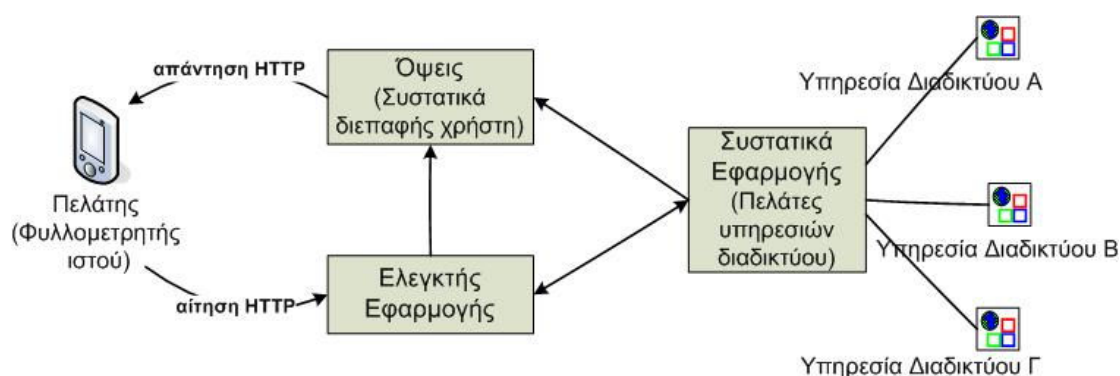 απάντηση HTTP
Όψεις
(Συστατικά
διεπαφής χρήστη)
Υπηρεσία Διαδικτύου Α
Πελάτης
(Φυλλομετρητής
ιστού)
Συστατικά
Εφαρμογής
(Πελάτες
υπηρεσιών
διαδικτύου)
Υπηρεσία Διαδικτύου Β
αίτηση HTTP
Ελεγκτής
Εφαρμογής
Υπηρεσία Διαδικτύου Γ